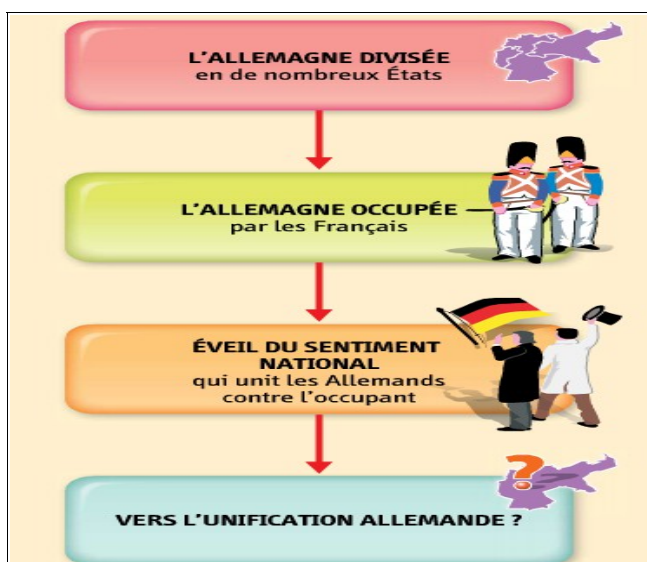 L'ALLEMAGNE DIVISÉE
en de nombreux États
L'ALLEMAGNE OCCUPÉE
par les Français
ÉVEIL DU SENTIMENT
NATIONAL
qui unit les Allemands
contre l'occupant
?
VERS L'UNIFICATION ALLEMANDE ?